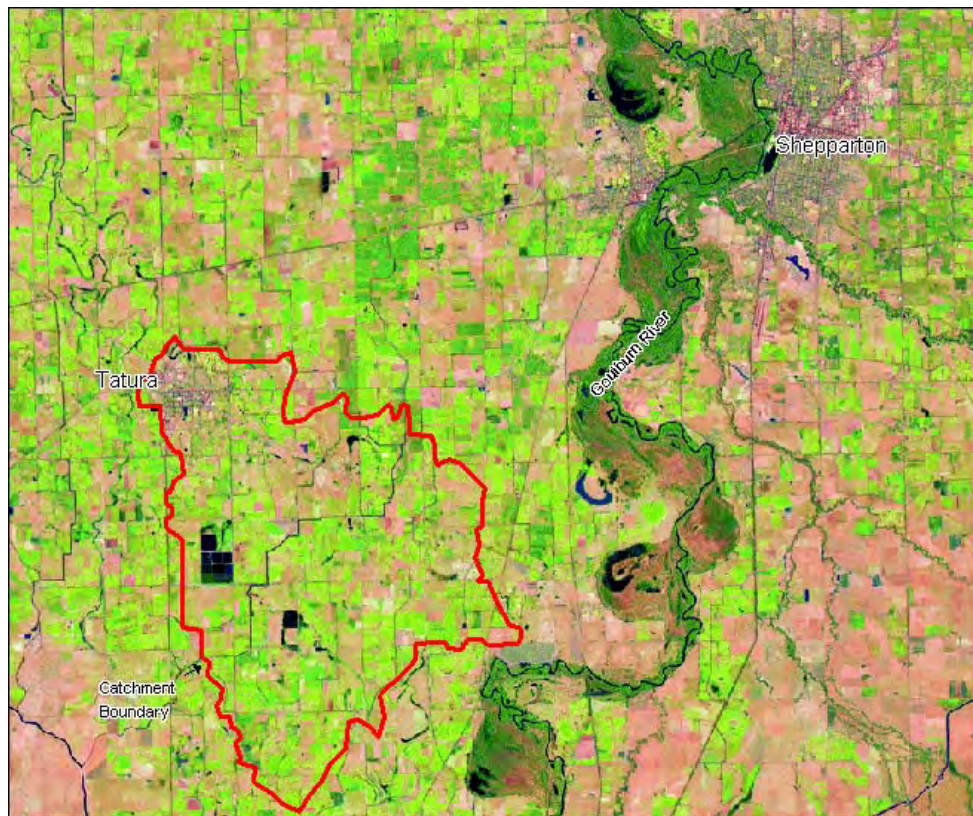 Shepparton
Goulburn River
Tatura
Catchment
Boundary